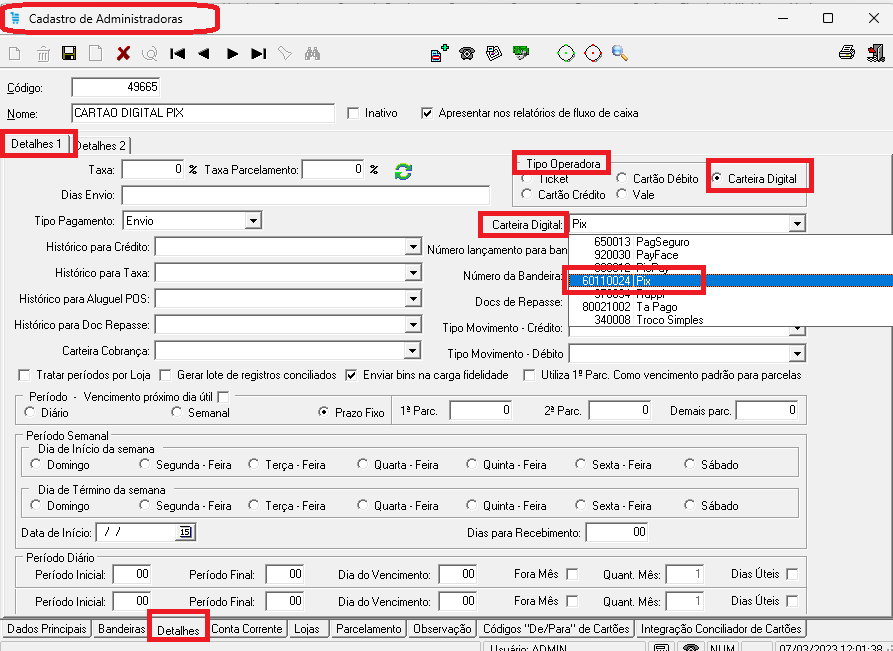 Cadastro de Administradoras
Código: 49665
Nome: CARTAO DIGITAL PIX Inativo Apresentar nos relatórios de fluxo de caixa
Detalhes 1 Detalhes 2
Taxa: 0 % Taxa Parcelamento: 0 %
Tipo Operadora
Ticket Cartão Débito Carteira Digital
Cartão Crédito Vale
Dias Envio:
Tipo Pagamento: Envio
Carteira Digital: Pix
650013 PagSeguro
920030 PayFace
60110024 Pix
80021002 Ta Pago
340008 Troco Simples
Histórico para Crédito: Número lançamento para ban
Histórico para Taxa: Número da Bandeira:
Histórico para Aluguel POS: Docs de Repasse:
Histórico para Doc Repasse: Tipo Movimento - Crédito:
Carteira Cobrança: Tipo Movimento - Débito
Tratar períodos por Loja Gerar lote de registros conciliados Enviar bins na carga fidelidade Utiliza 1ª Parc. Como vencimento padrão para parcelas
Período - Vencimento próximo dia útil
Diário Semanal Prazo Fixo 1ª Parc. 0 2ª Parc. 0 Demais parc. 0
Período Semanal
Dia de Início da semana
Domingo Segunda - Feira Terça - Feira Quarta - Feira Quinta - Feira Sexta - Feira Sábado
Dia de Término da semana
Domingo Segunda - Feira Terça - Feira Quarta - Feira Quinta - Feira Sexta - Feira Sábado
Data de Início: / / 15 Dias para Recebimento: 00
Período Diário
Período Inicial: 00 Período Final: 00 Dia do Vencimento: 00 Fora Mês Quant. Mês: 1 Dias Úteis
Período Inicial: 00 Período Final: 00 Dia do Vencimento: 00 Fora Mês Quant. Mês: 1 Dias Úteis
Dados Principais Bandeiras Detalhes Conta Corrente Lojas Parcelamento Observação Códigos "De/Para" de Cartões Integração Conciliador de Cartões
Usuário: ADMIN NUM 07/03/2023 12:01:38